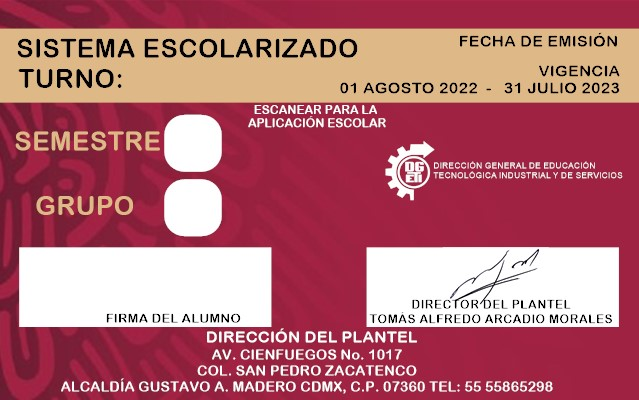 SISTEMA ESCOLARIZADO
TURNO:
FECHA DE EMISIÓN
VIGENCIA
01 AGOSTO 2022 - 31 JULIO 2023
ESCANEAR PARA LA
APLICACIÓN ESCOLAR
SEMESTRE
GRUPO
DGETI
DIRECCIÓN GENERAL DE EDUCACIÓN
TECNOLÓGICA INDUSTRIAL Y DE SERVICIOS
FIRMA DEL ALUMNO
DIRECTOR DEL PLANTEL
TOMÁS ALFREDO ARCADIO MORALES
DIRECCIÓN DEL PLANTEL
AV. CIENFUEGOS No. 1017
COL. SAN PEDRO ZACATENCO
ALCALDÍA GUSTAVO A. MADERO CDMX, C.P. 07360 TEL: 55 55865298